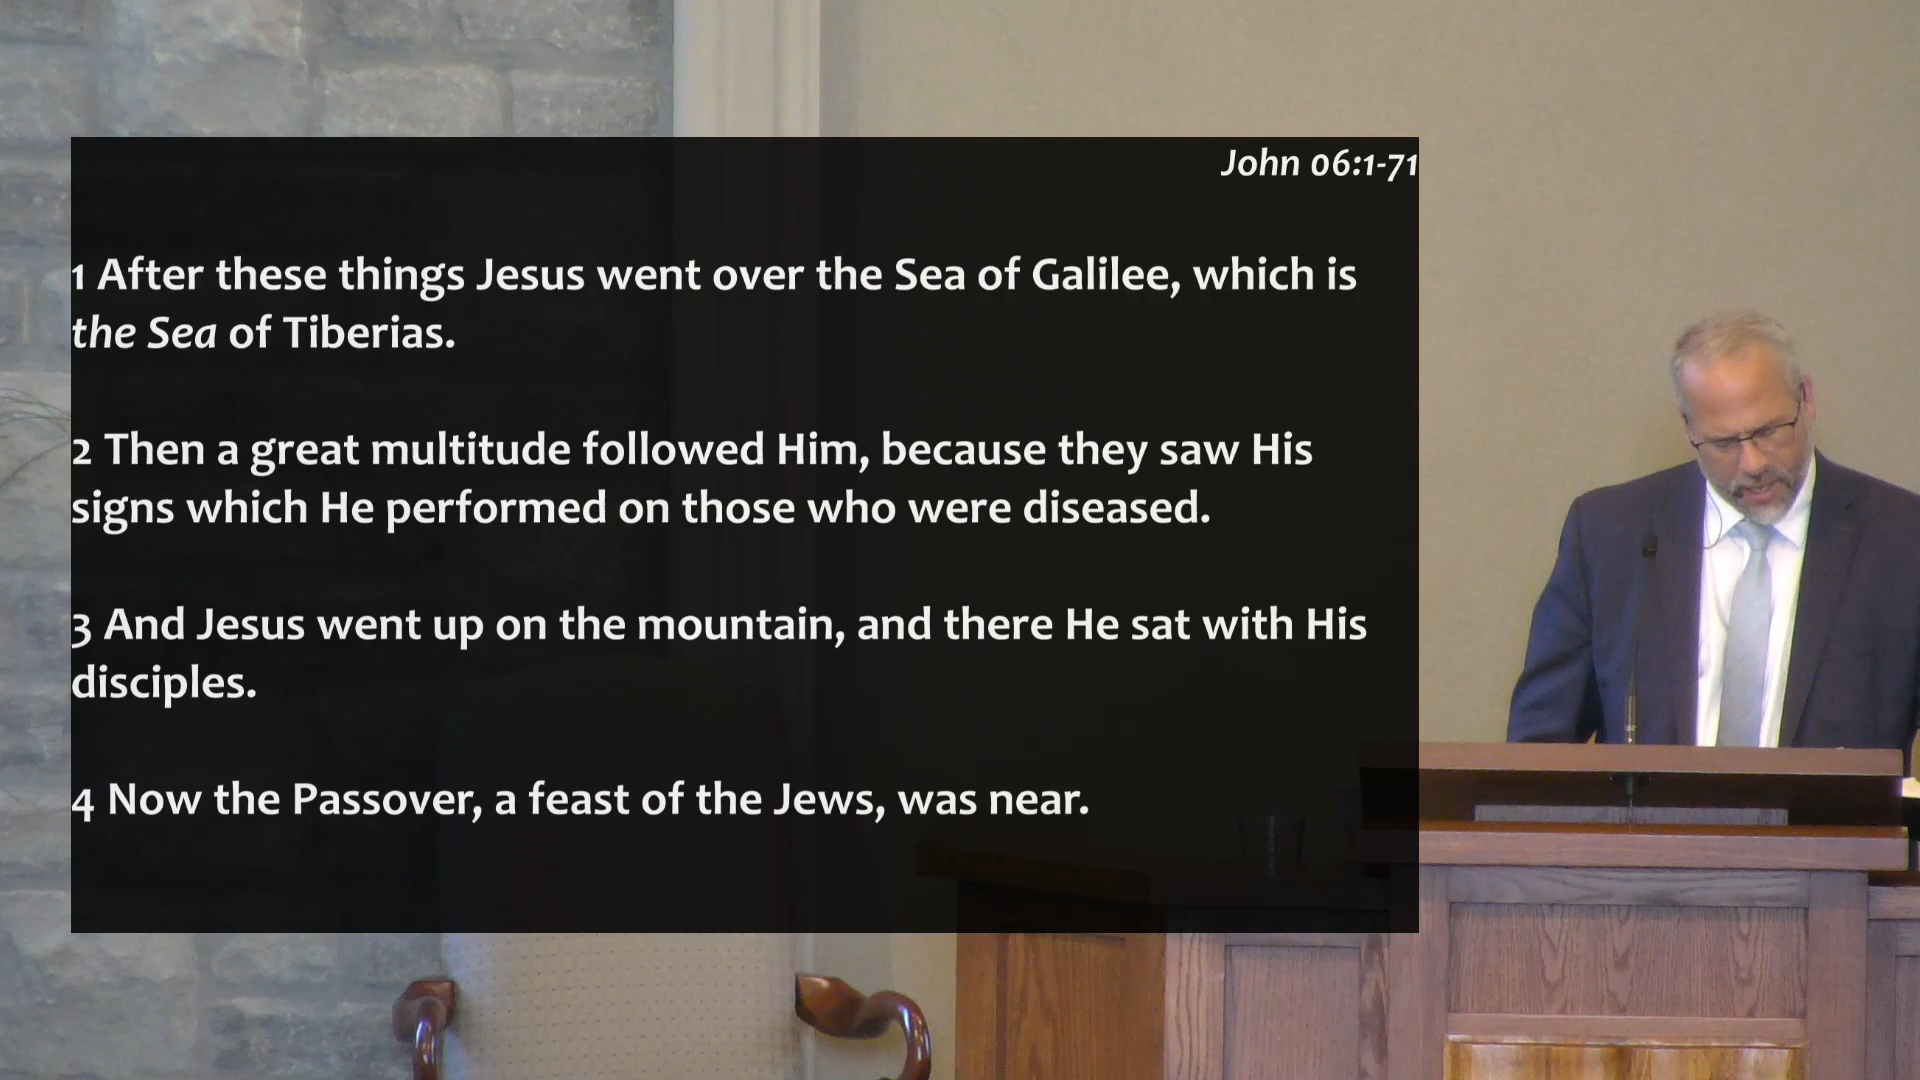 John 06:1-71
1 After these things Jesus went over the Sea of Galilee, which is
the Sea of Tiberias.
2 Then a great multitude followed Him, because they saw His
signs which He performed on those who were diseased.
3 And Jesus went up on the mountain, and there He sat with His
disciples.
4 Now the Passover, a feast of the Jews, was near.